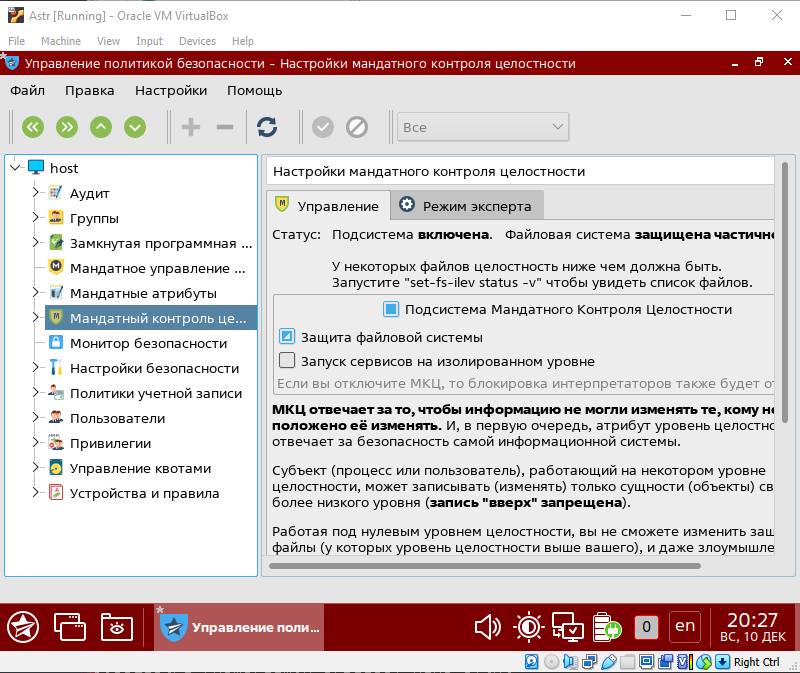 Astr [Running] - Oracle VM VirtualBox
File Machine View Input Devices Help
Управление политикой безопасности – Настройки мандатного контроля целостности
Файл Правка Настройки Помощь
Все
host
Аудит
Группы
Замкнутая программная ...
Мандатное управление ...
Мандатные атрибуты
Мандатный контроль це...
Монитор безопасности
Настройки безопасности
Политики учетной записи
Пользователи
Привилегии
Управление квотами
Устройства и правила
Настройки мандатного контроля целостности
Управление Режим эксперта
Статус: Подсистема включена. Файловая система защищена частичн
У некоторых файлов целостность ниже чем должна быть.
Запустите "set-fs-ilev status -v" чтобы увидеть список файлов.
Подсистема Мандатного Контроля Целостности
Защита файловой системы
Запуск сервисов на изолированном уровне
Если вы отключите МКЦ, то блокировка интерпретаторов также будет от
МКЦ отвечает за то, чтобы информацию не могли изменять те, кому не
положено её изменять. И, в первую очередь, атрибут уровень целостно
отвечает за безопасность самой информационной системы.
Субъект (процесс или пользователь), работающий на некотором уровне
целостности, может записывать (изменять) только сущности (объекты) св
более низкого уровня (запись "вверх" запрещена).
Работая под нулевым уровнем целостности, вы не сможете изменить защ
файлы (у которых уровень целостности выше вашего), и даже злоумышле
Управление поли...
0
en
20:27
ВС, 10 ДЕК
Right Ctrl